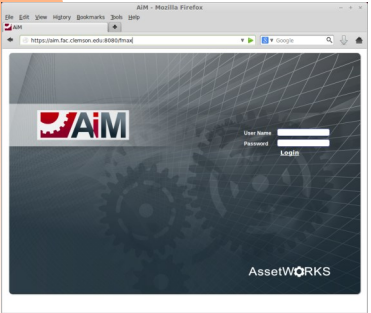 AiM - Mozilla Firefox
File Edit View History Bookmarks Tools Help
AiM
https://aim.fac.clemson.edu:8080/fmax
Google
AiM
User Name
Password
Login
AssetWORKS